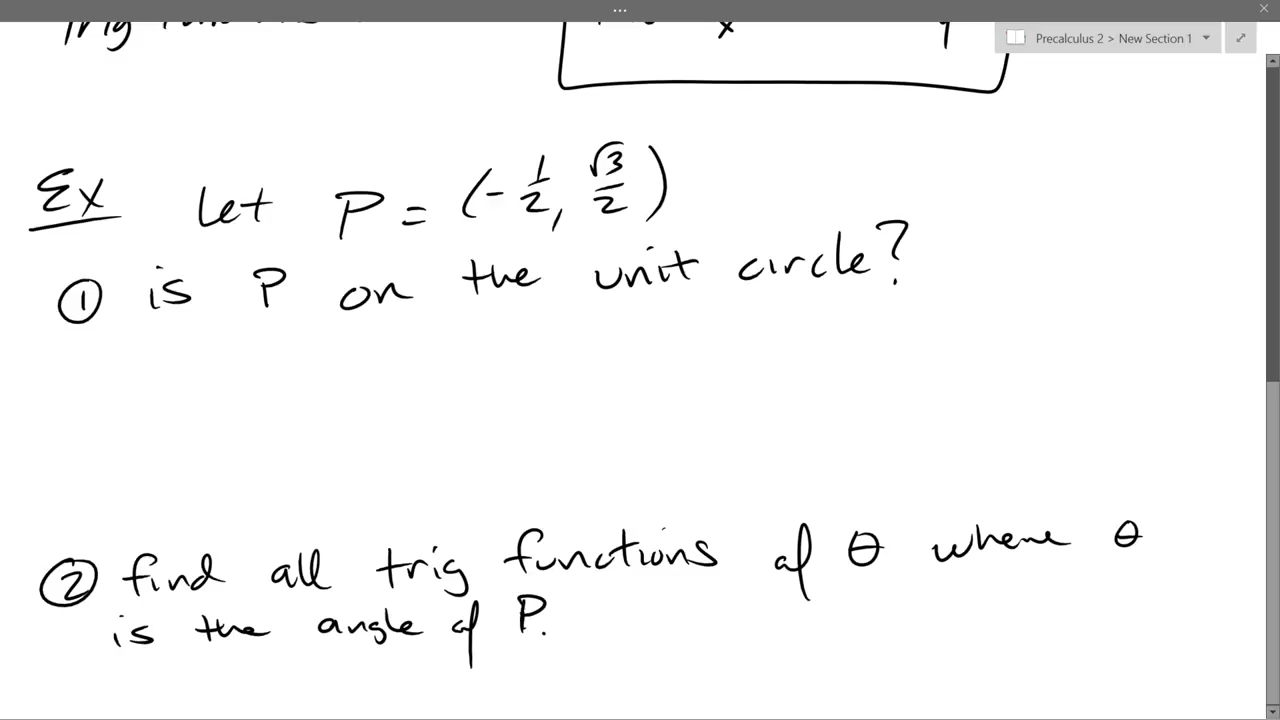 Trig
x y
Precalculus 2 > New Section 1
Ex Let P = (-1/2, √3/2)
① is P on the unit circle?
② find all trig functions of θ where θ
is the angle of P.